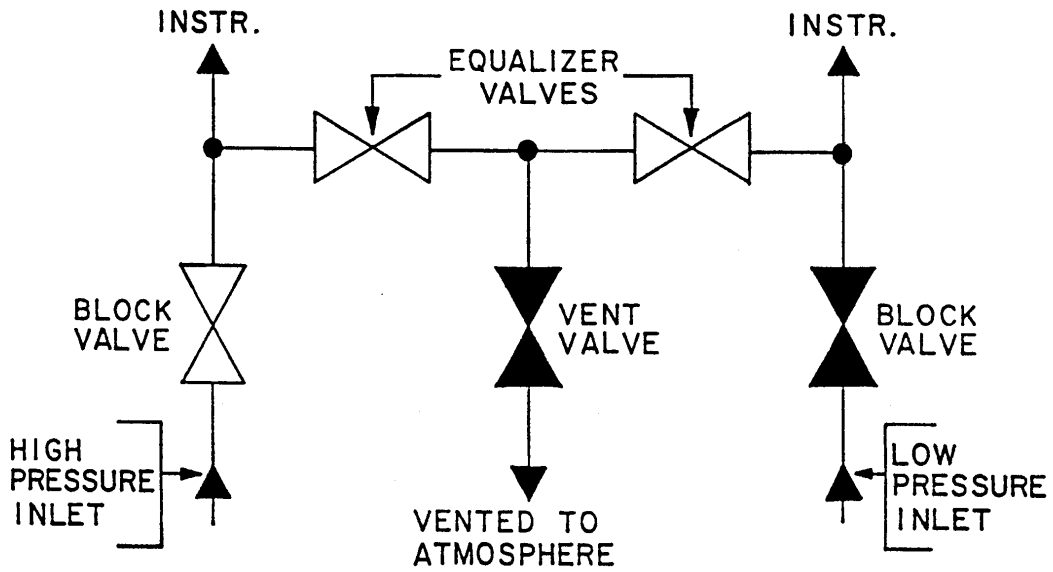 INSTR.
INSTR.
EQUALIZER
VALVES
BLOCK
VALVE
VENT
VALVE
BLOCK
VALVE
HIGH
PRESSURE
INLET
LOW
PRESSURE
INLET
VENTED TO
ATMOSPHERE